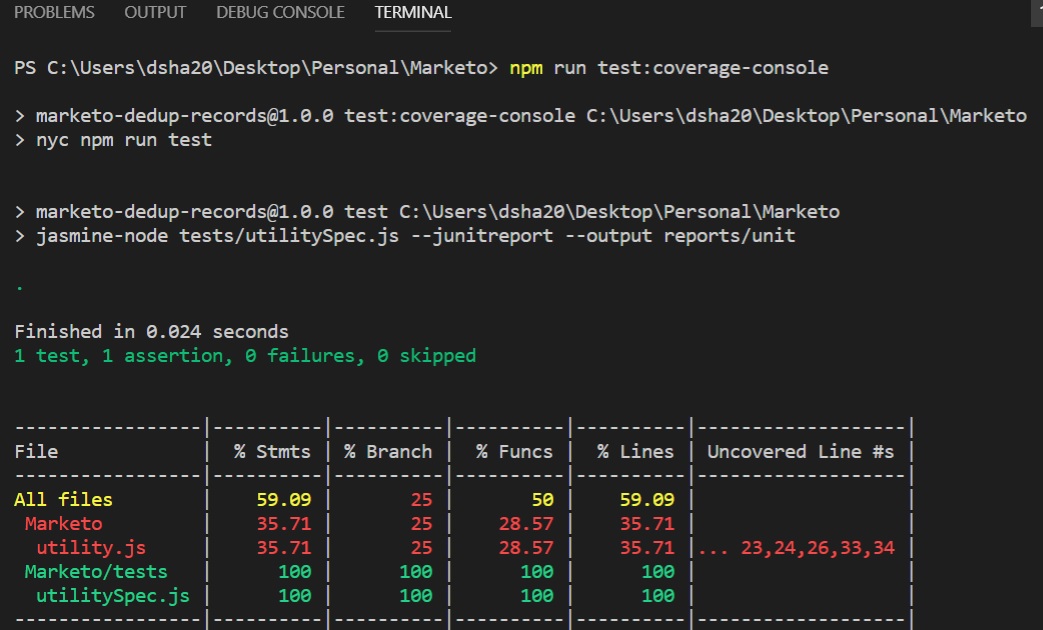 PROBLEMS OUTPUT DEBUG CONSOLE TERMINAL
PS C:\Users\dsha20\Desktop\Personal\Marketo> npm run test:coverage-console
> marketo-dedup-records@1.0.0 test:coverage-console C:\Users\dsha20\Desktop\Personal\Marketo
> nyc npm run test
> marketo-dedup-records@1.0.0 test C:\Users\dsha20\Desktop\Personal\Marketo
> jasmine-node tests/utilitySpec.js --junitreport --output reports/unit
.
Finished in 0.024 seconds
1 test, 1 assertion, 0 failures, 0 skipped
-----------------|----------|----------|----------|----------|-------------------|
File             | % Stmts | % Branch | % Funcs | % Lines | Uncovered Line #s |
-----------------|----------|----------|----------|----------|-------------------|
All files        | 59.09 | 25 | 50 | 59.09 | |
Marketo         | 35.71 | 25 | 28.57 | 35.71 | |
utility.js     | 35.71 | 25 | 28.57 | 35.71 |... 23,24,26,33,34 |
Marketo/tests   | 100 | 100 | 100 | 100 | |
utilitySpec.js | 100 | 100 | 100 | 100 | |
-----------------|----------|----------|----------|----------|-------------------|